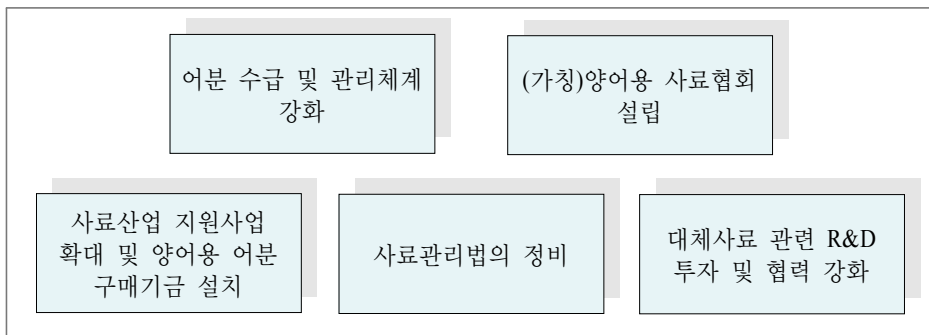 어분 수급 및 관리체계
강화
(가칭)양어용 사료협회
설립
사료산업 지원사업
확대 및 양어용 어분
구매기금 설치
사료관리법의 정비
대체사료 관련 R&D
투자 및 협력 강화